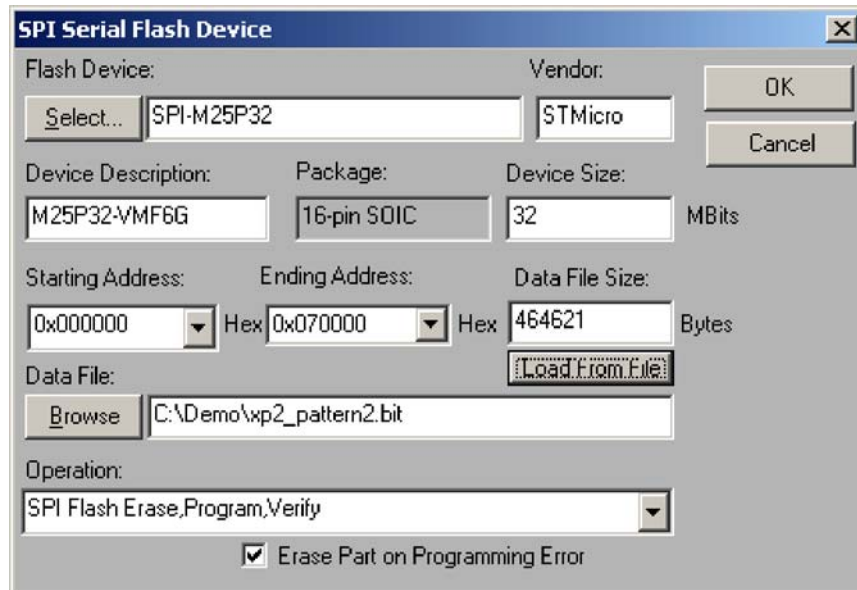 SPI Serial Flash Device
Flash Device:
Vendor:
Select...
SPI-M25P32
STMicro
OK
Cancel
Device Description:
Package:
Device Size:
M25P32-VMF6G
16-pin SOIC
32
MBits
Starting Address:
Ending Address:
Data File Size:
0x000000
Hex
0x070000
Hex
464621
Bytes
Load From File
Data File:
Browse
C:\Demo\xp2_pattern2.bit
Operation:
SPI Flash Erase,Program,Verify
Erase Part on Programming Error